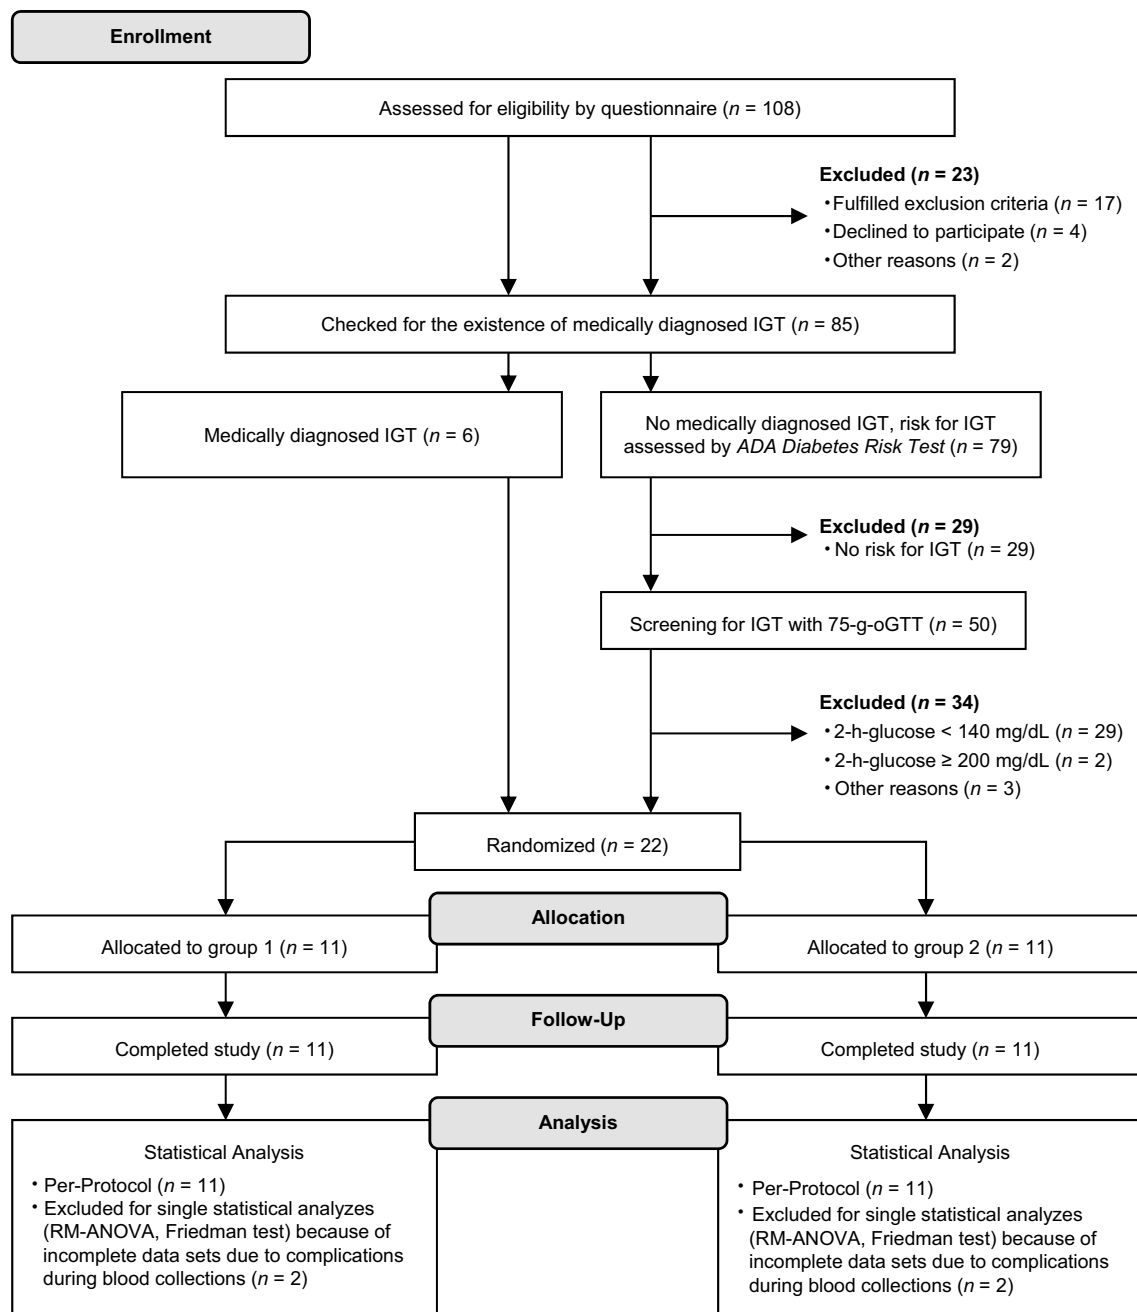 Enrollment
Assessed for eligibility by questionnaire (n = 108)
Excluded (n = 23)
• Fulfilled exclusion criteria (n = 17)
• Declined to participate (n = 4)
• Other reasons (n = 2)
Checked for the existence of medically diagnosed IGT (n = 85)
Medically diagnosed IGT (n = 6)
No medically diagnosed IGT, risk for IGT
assessed by ADA Diabetes Risk Test (n = 79)
Excluded (n = 29)
• No risk for IGT (n = 29)
Screening for IGT with 75-g-oGTT (n = 50)
Excluded (n = 34)
• 2-h-glucose < 140 mg/dL (n = 29)
• 2-h-glucose ≥ 200 mg/dL (n = 2)
• Other reasons (n = 3)
Randomized (n = 22)
Allocation
Allocated to group 1 (n = 11)
Allocated to group 2 (n = 11)
Follow-Up
Completed study (n = 11)
Completed study (n = 11)
Analysis
Statistical Analysis
• Per-Protocol (n = 11)
• Excluded for single statistical analyzes
(RM-ANOVA, Friedman test) because of
incomplete data sets due to complications
during blood collections (n = 2)
Statistical Analysis
• Per-Protocol (n = 11)
• Excluded for single statistical analyzes
(RM-ANOVA, Friedman test) because of
incomplete data sets due to complications
during blood collections (n = 2)